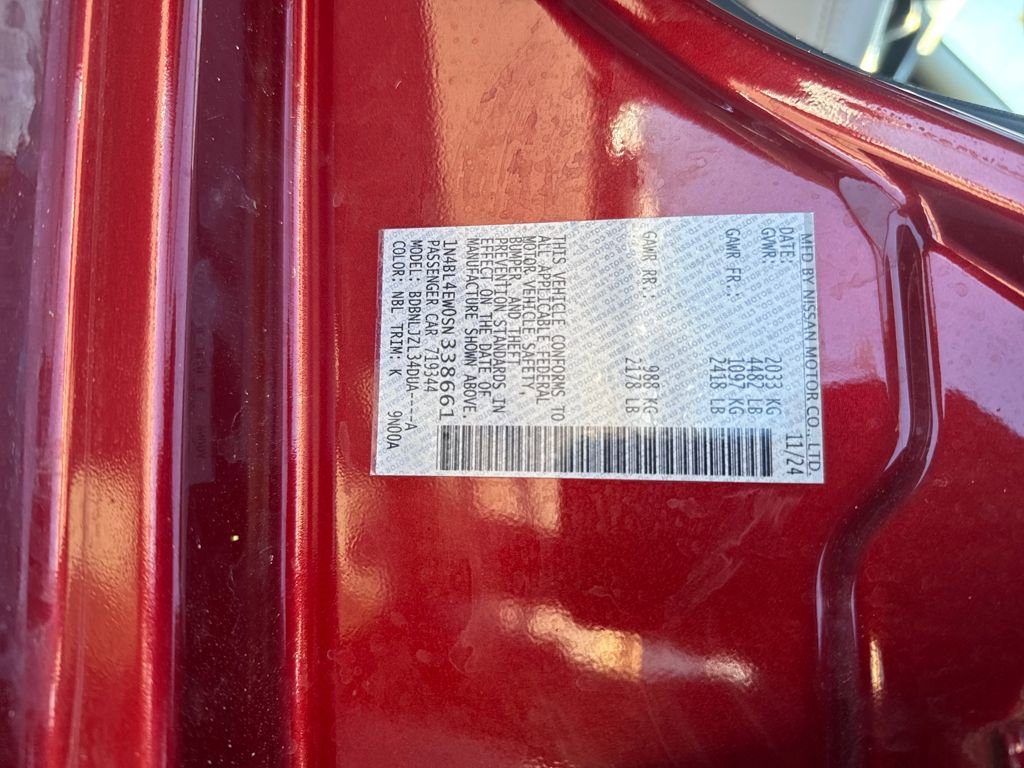 MFD BY NISSAN MOTOR CO., LTD.
DATE: 11/24
GVWR: 2033 KG
4482 LB
GAWR FR.: 1097 KG
2418 LB
GAWR RR.: 988 KG
2178 LB
THIS VEHICLE CONFORMS TO
ALL APPLICABLE FEDERAL
MOTOR VEHICLE SAFETY,
BUMPER, AND THEFT
PREVENTION STANDARDS IN
EFFECT ON THE DATE OF
MANUFACTURE SHOWN ABOVE.
1N4BL4EW0SN338661
PASSENGER CAR 719344
MODEL: BDBNLJZL34DUA----A
COLOR: NBL TRIM: K 9N00A